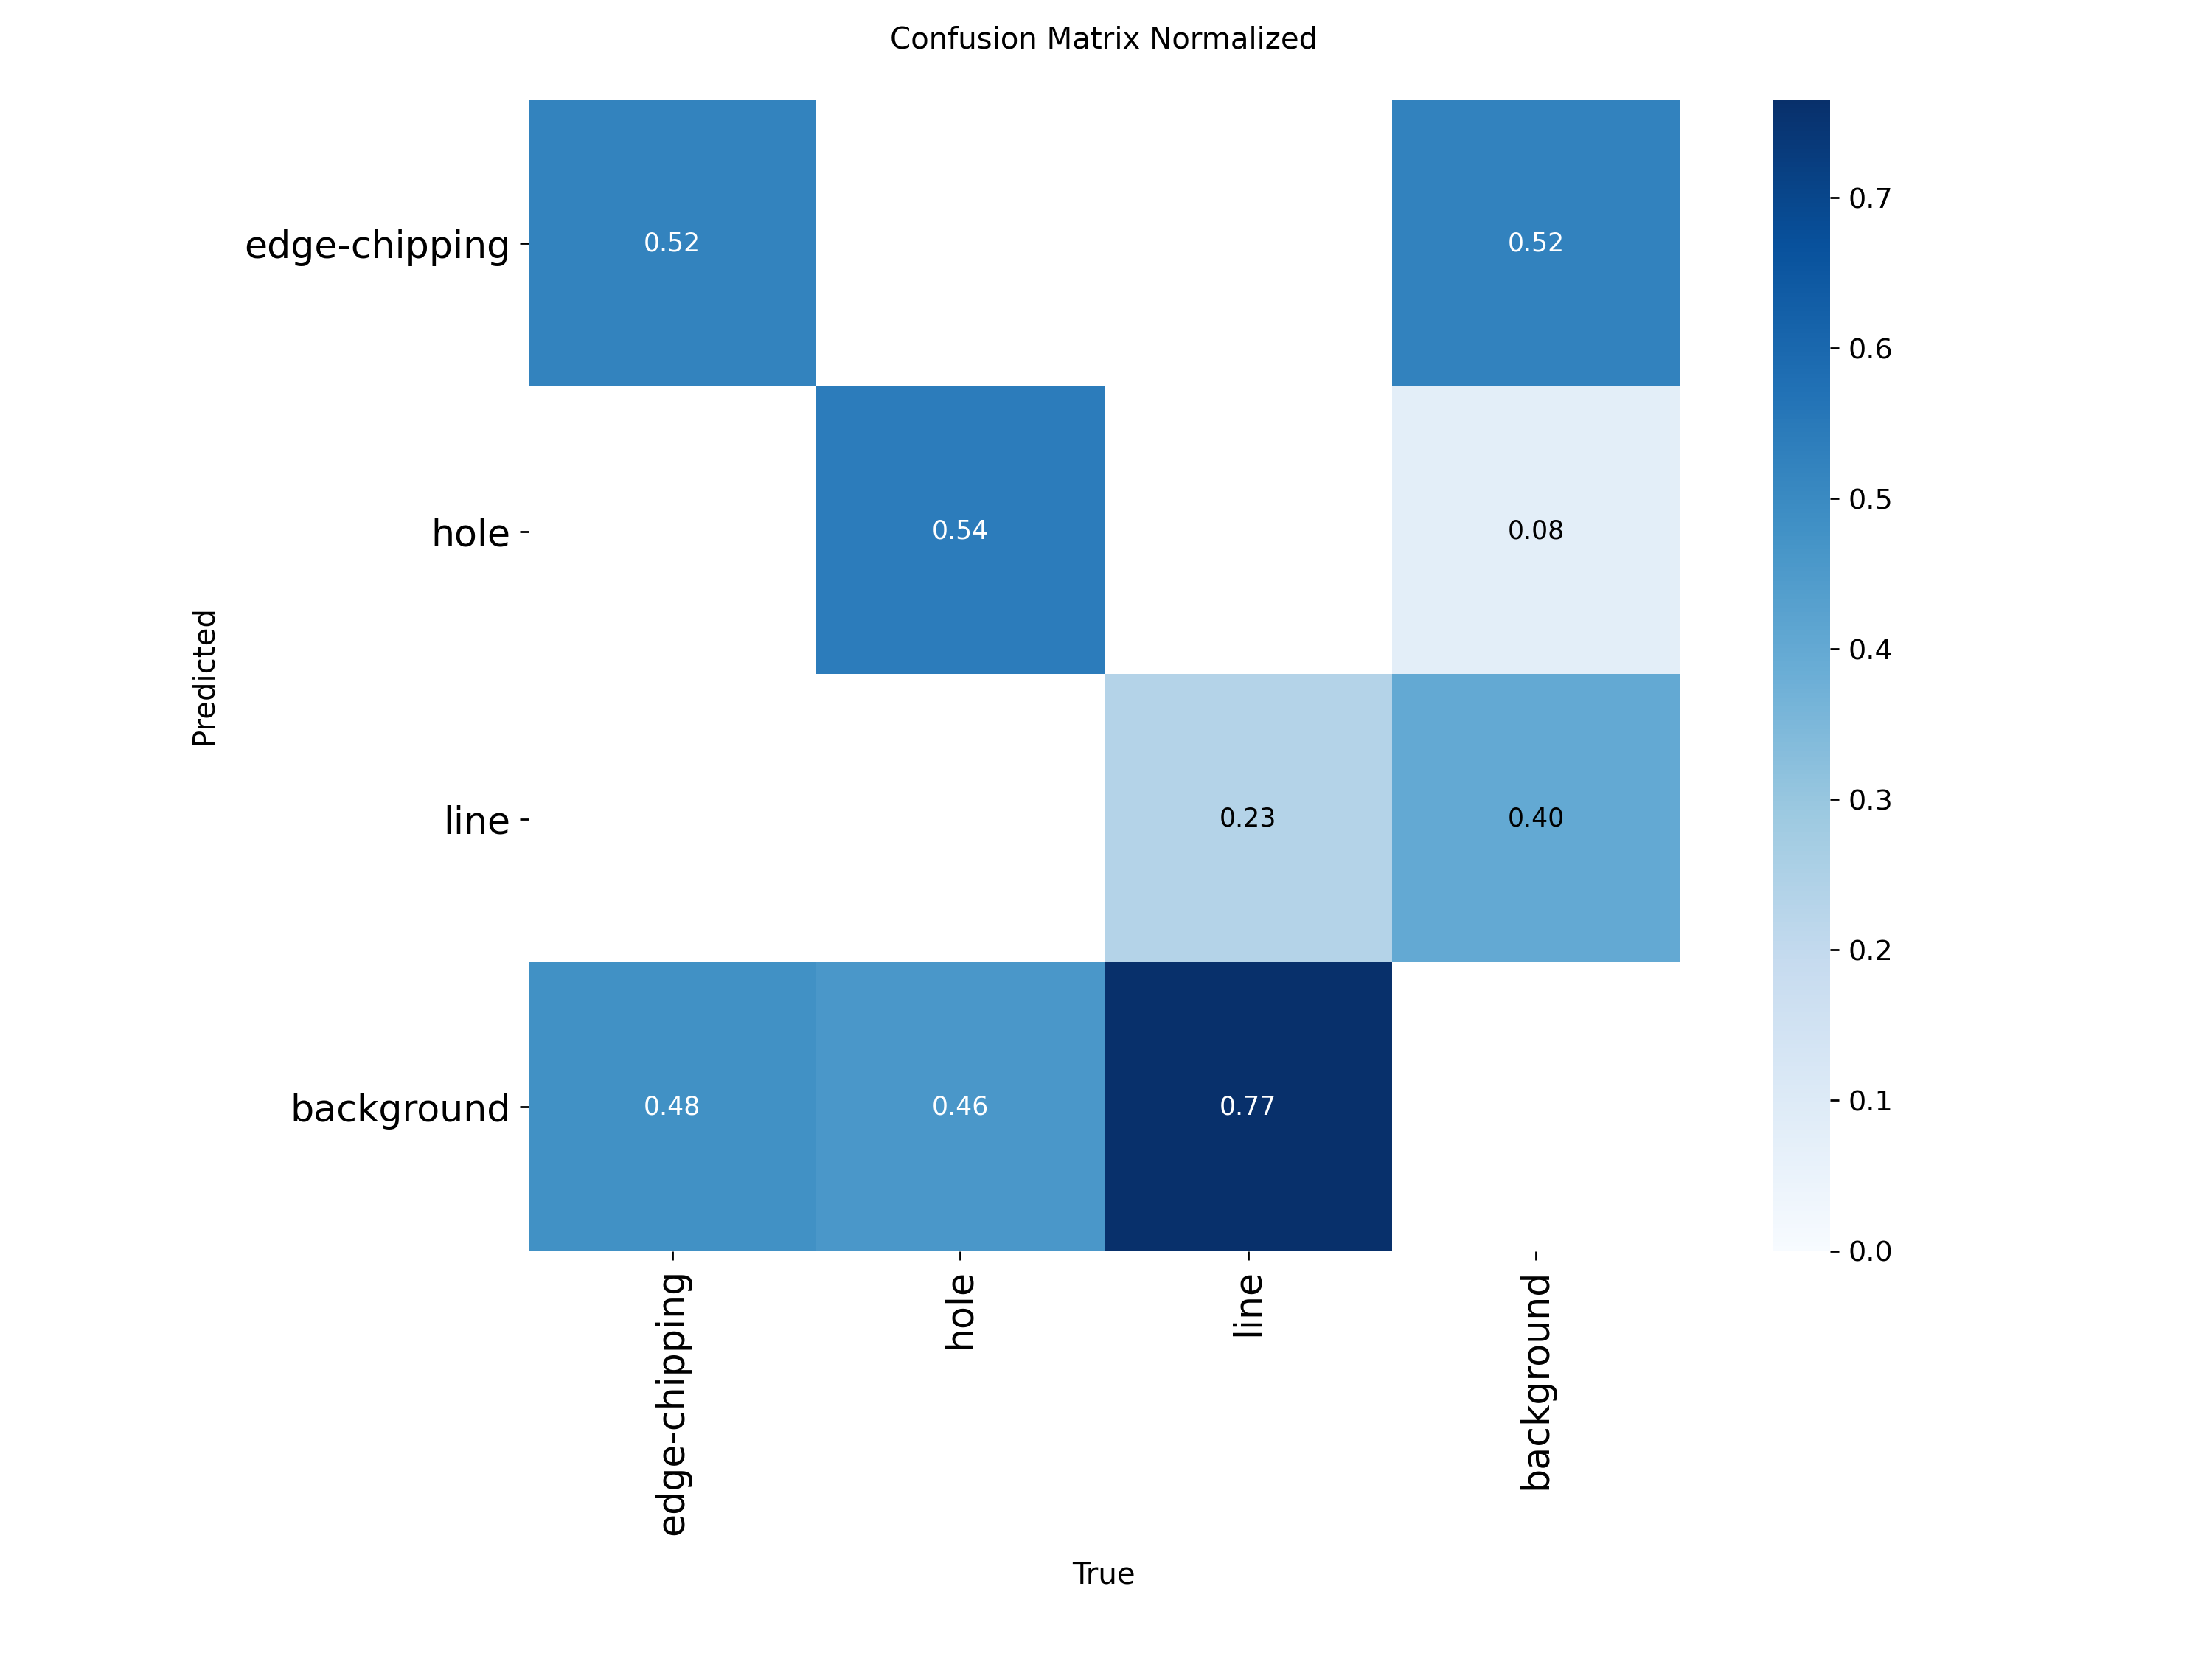 Confusion Matrix Normalized
edge-chipping
0.52
0.52
hole
0.54
0.08
line
0.23
0.40
background
0.48
0.46
0.77
Predicted
edge-chipping
hole
line
background
True
0.7
0.6
0.5
0.4
0.3
0.2
0.1
0.0